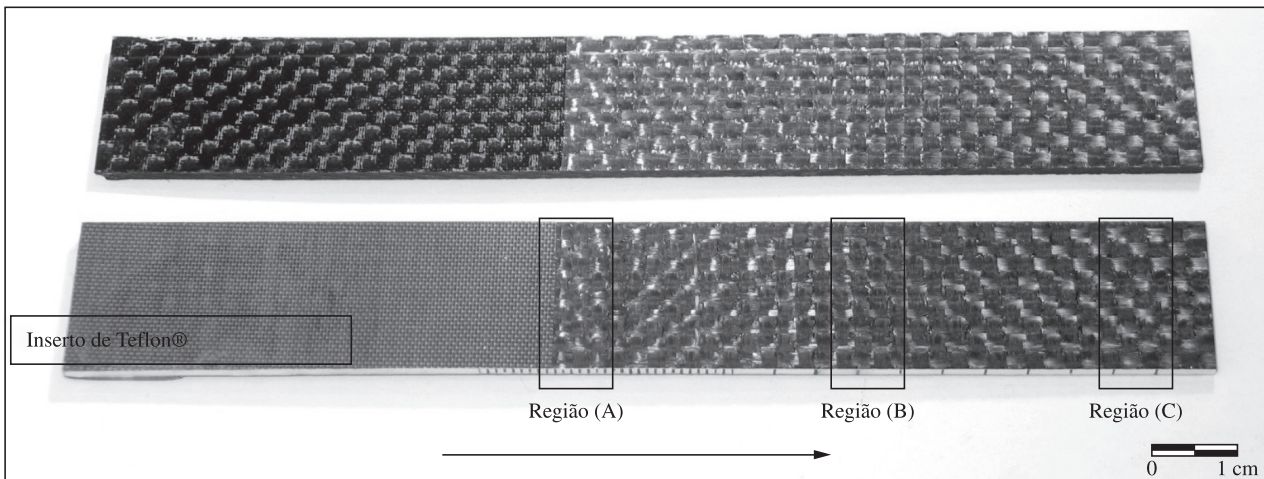 Inserto de Teflon®
Região (A)
Região (B)
Região (C)
0 1 cm